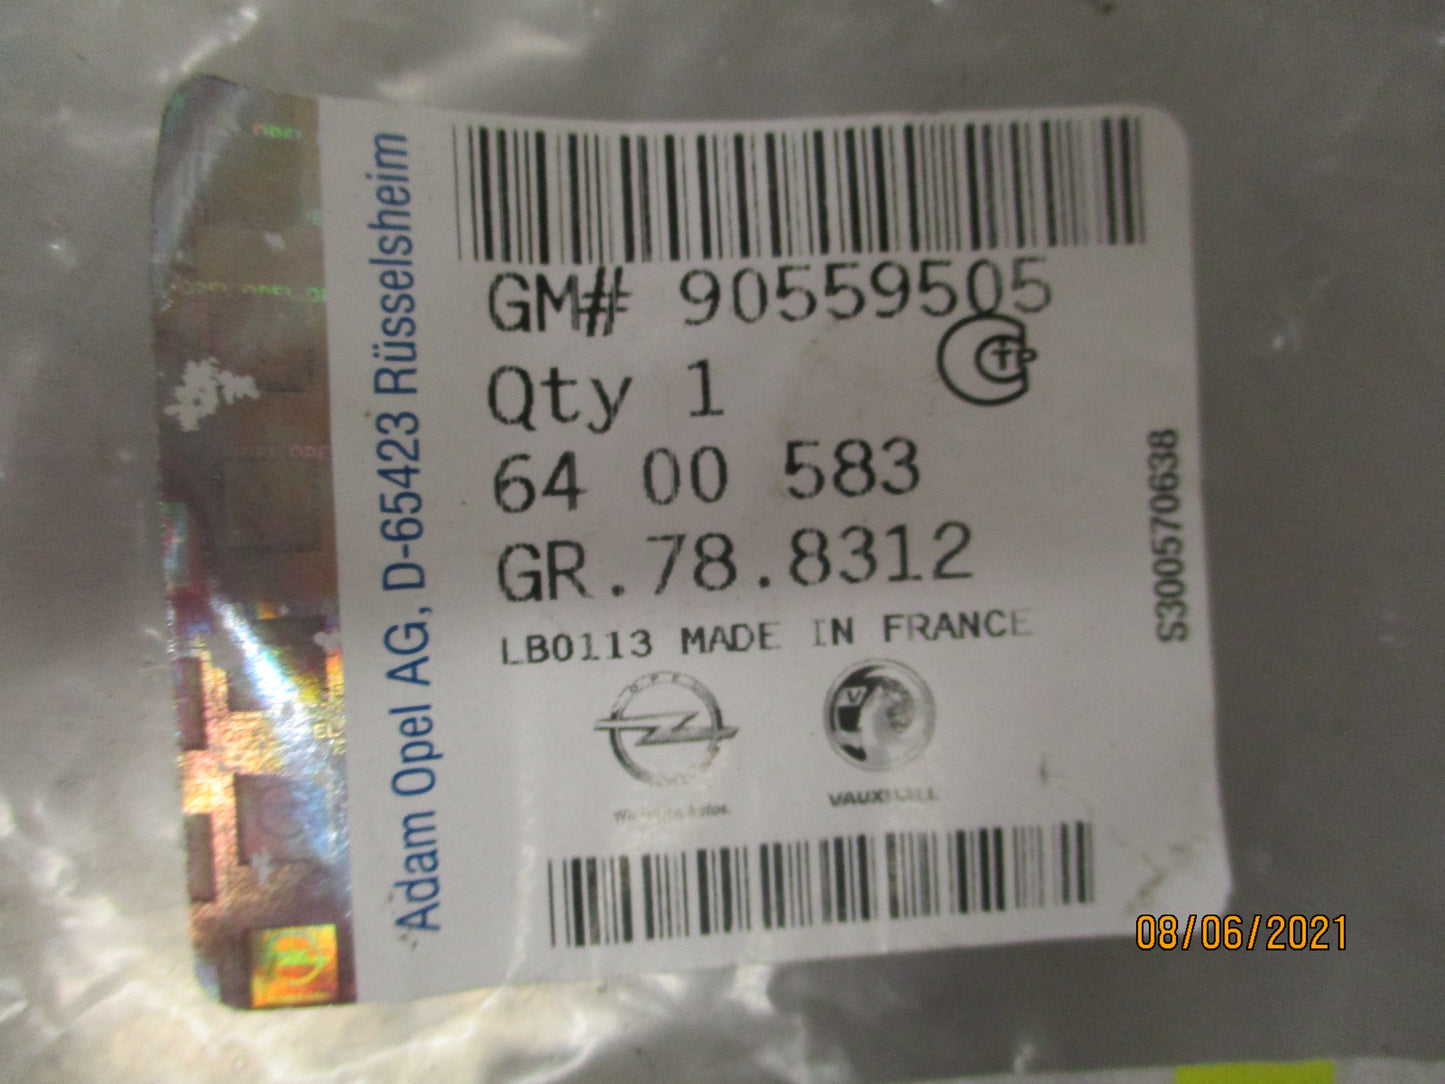 Adam Opel AG, D-65423 Rüsselsheim
GM# 90559505
Qty 1
64 00 583
GR.78.8312
LB0113 MADE IN FRANCE
S300570638
OPEL
VAUXHALL
08/06/2021